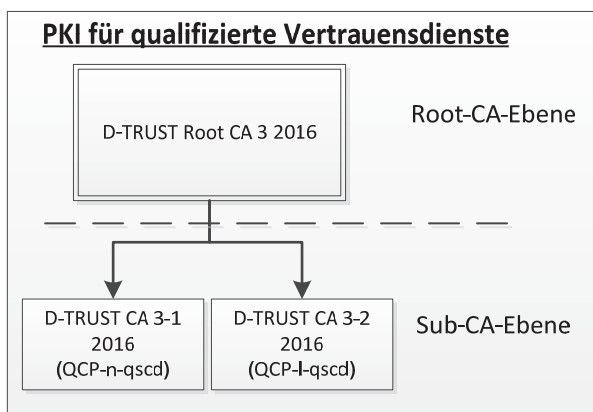 PKI für qualifizierte Vertrauensdienste
D-TRUST Root CA 3 2016
Root-CA-Ebene
D-TRUST CA 3-1
2016
(QCP-n-qscd)
D-TRUST CA 3-2
2016
(QCP-l-qscd)
Sub-CA-Ebene